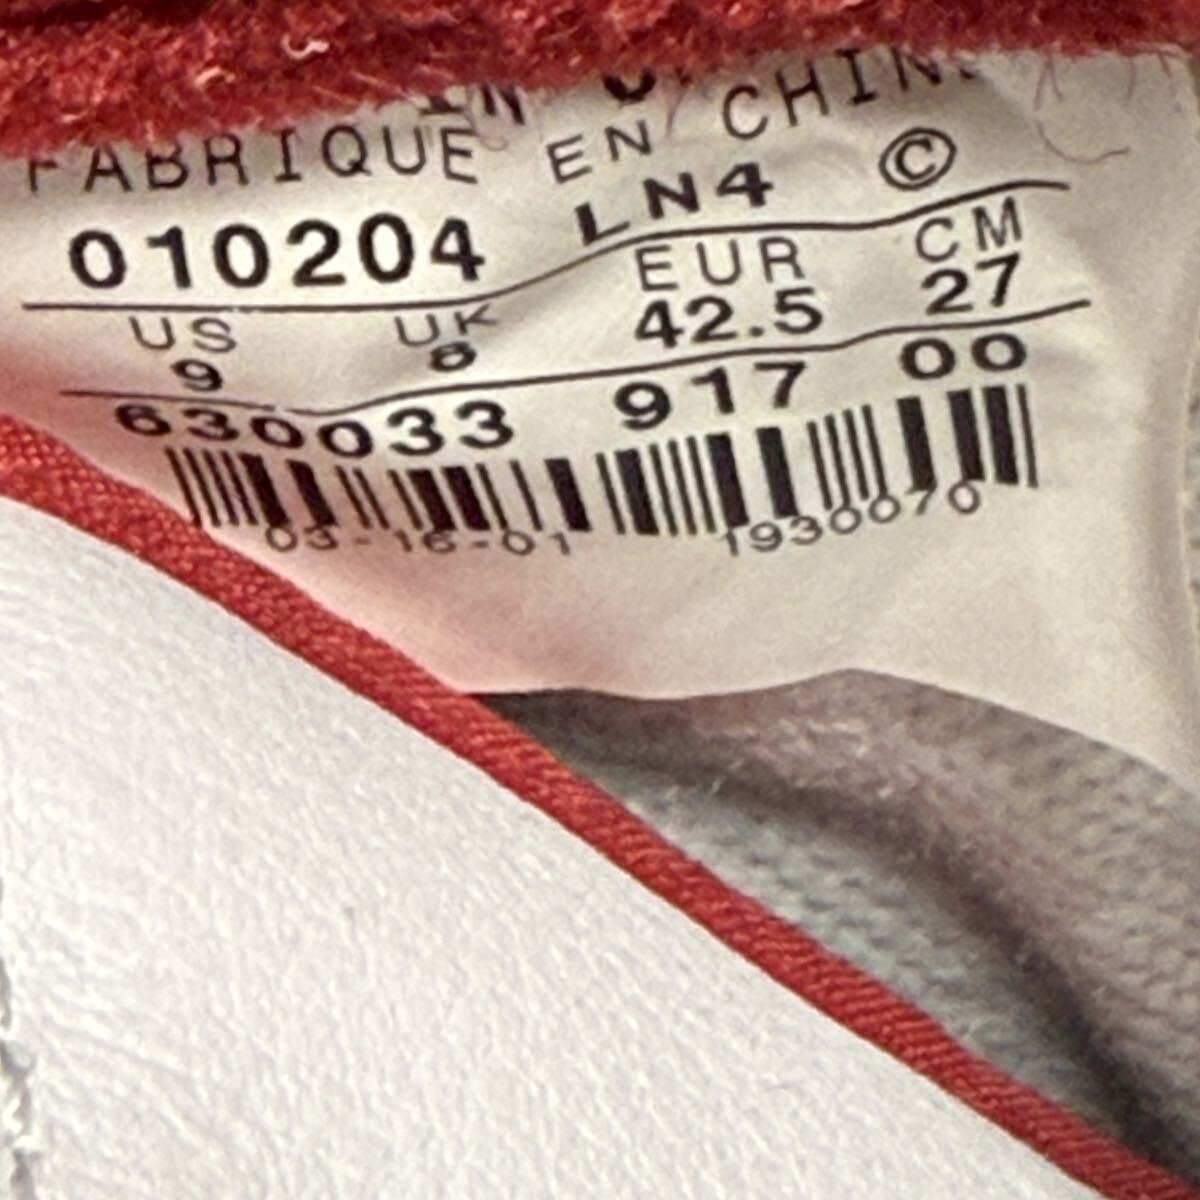 FABRIQUE EN CHINE
010204 LN4 ©
US UK EUR CM
9 8 42.5 27
630033 917 00
03-16-01 1930070